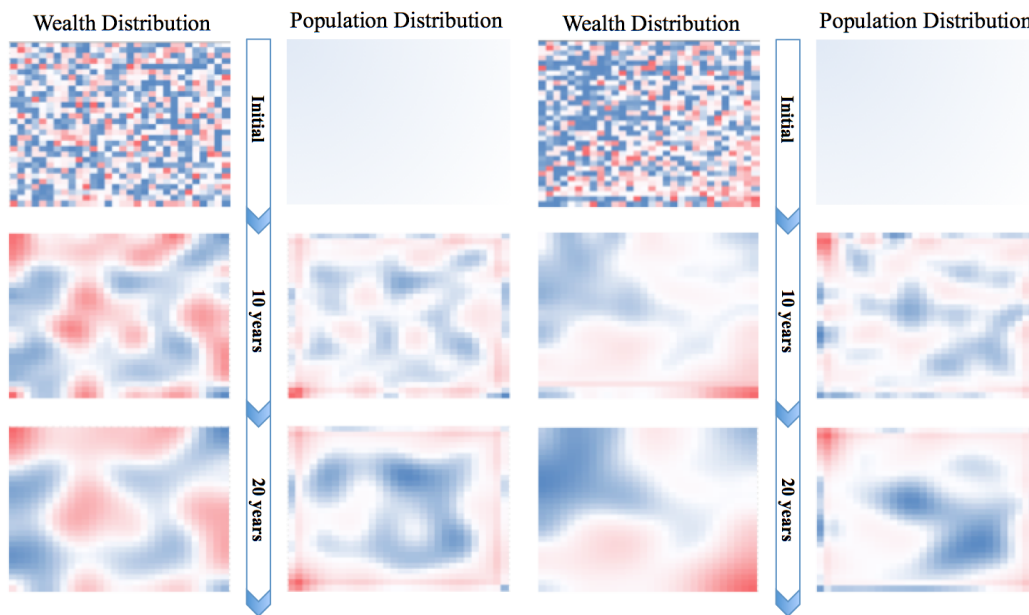 Wealth Distribution
Population Distribution
Wealth Distribution
Population Distribution
Initial
Initial
10 years
10 years
20 years
20 years